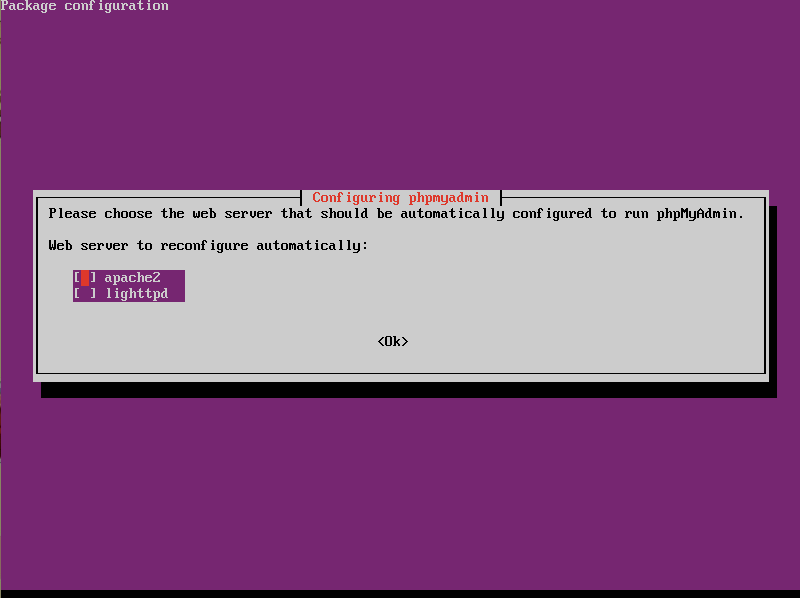 Package configuration
Configuring phpmyadmin
Please choose the web server that should be automatically configured to run phpMyAdmin.
Web server to reconfigure automatically:
[ ] apache2
[ ] lighttpd
<Ok>